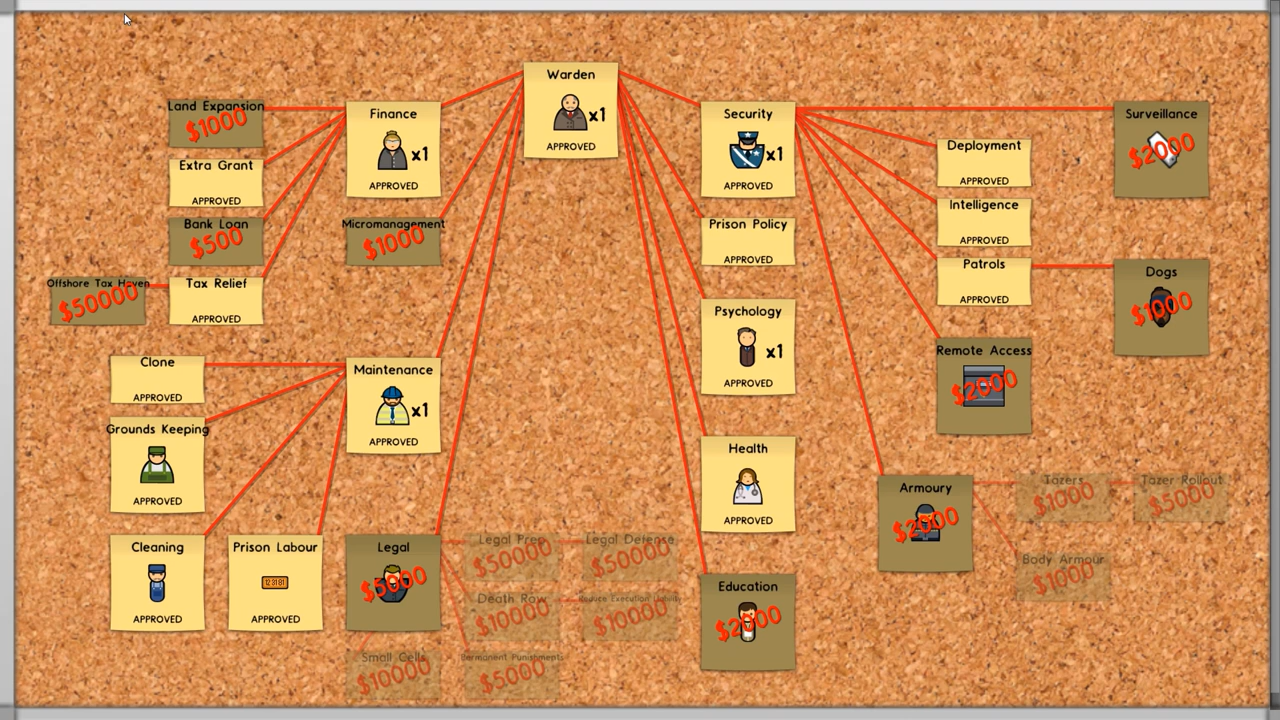 Warden
x1
APPROVED
Land Expansion
$1000
Finance
x1
APPROVED
Extra Grant
APPROVED
Bank Loan
$500
Micromanagement
$1000
Offshore Tax Haven
$50000
Tax Relief
APPROVED
Clone
APPROVED
Maintenance
x1
APPROVED
Grounds Keeping
APPROVED
Cleaning
APPROVED
Prison Labour
123181
APPROVED
Legal
$5000
Legal Prep
$50000
Legal Defense
$50000
Death Row
$10000
Reduce Execution Liability
$10000
Small Cells
$10000
Permanent Punishments
$5000
Security
x1
APPROVED
Prison Policy
APPROVED
Psychology
x1
APPROVED
Health
APPROVED
Education
$2000
Surveillance
$2000
Deployment
APPROVED
Intelligence
APPROVED
Patrols
APPROVED
Dogs
$1000
Remote Access
$2000
Armoury
$2000
Tazers
$1000
Tazer Rollout
$5000
Body Armour
$1000